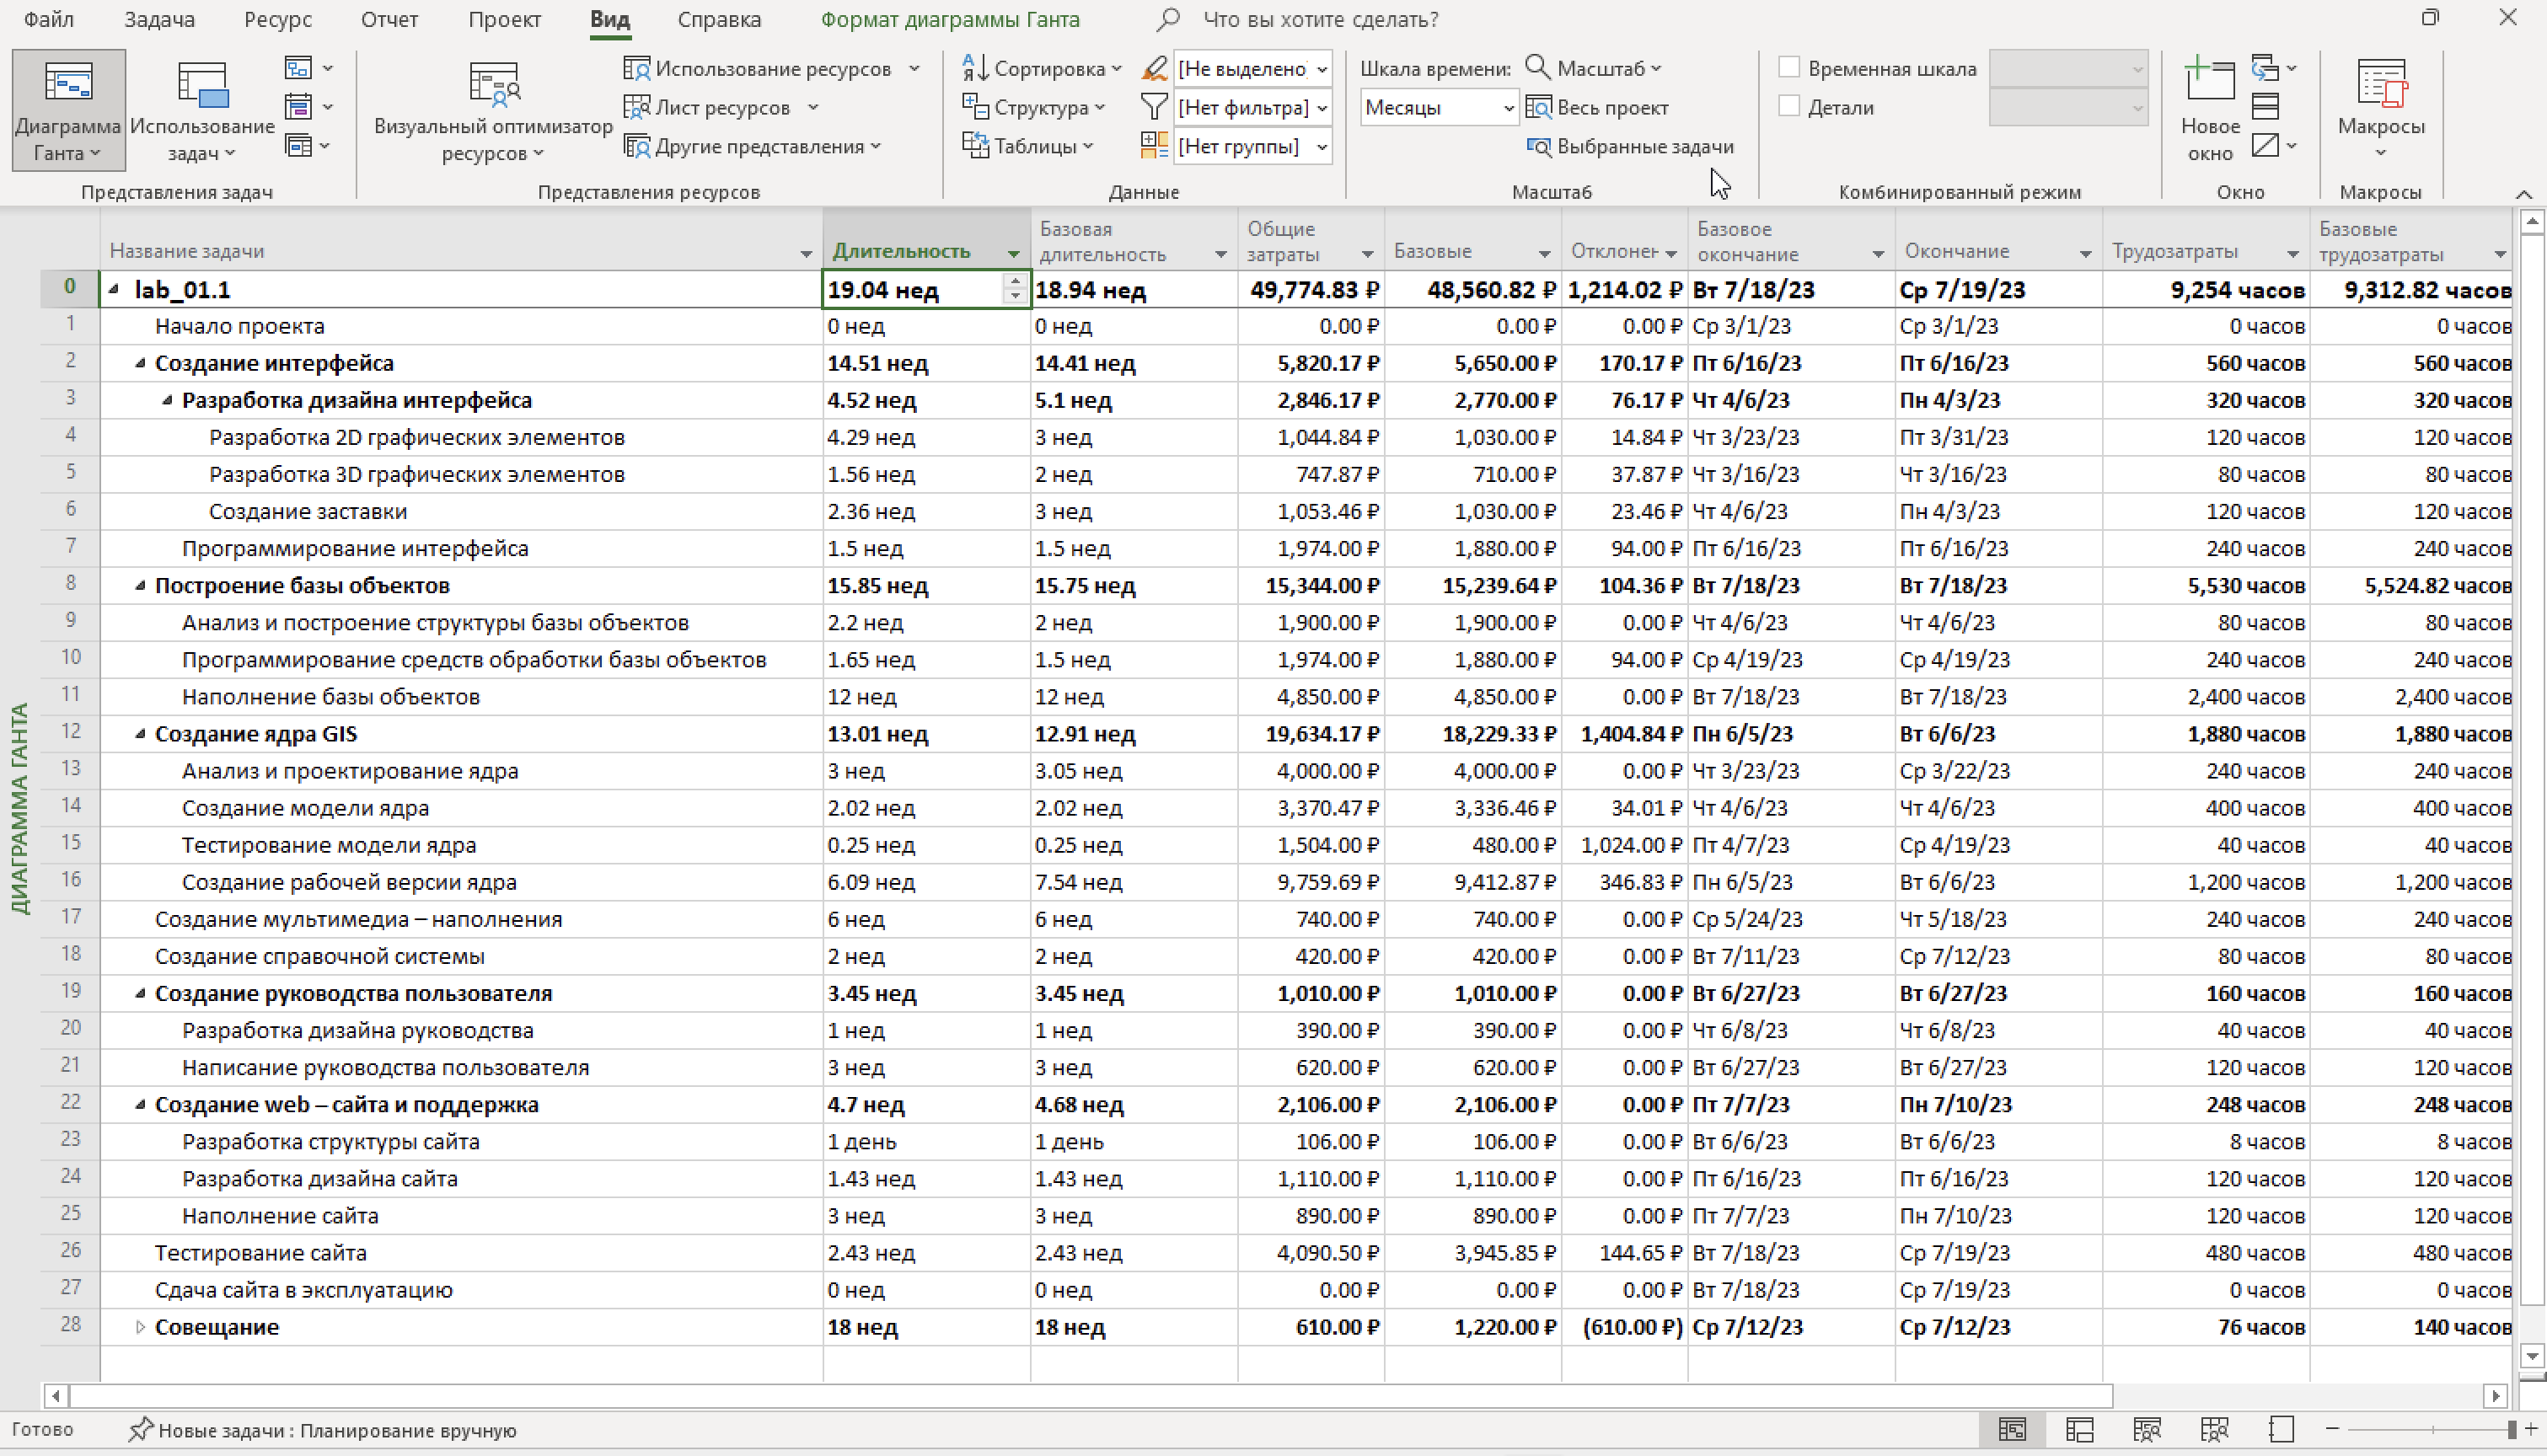 Файл Задача Ресурс Отчет Проект Вид Справка Формат диаграммы Ганта Что вы хотите сделать?
Диаграмма Ганта
Использование задач
Представления задач
Визуальный оптимизатор ресурсов
Использование ресурсов
Лист ресурсов
Другие представления
Представления ресурсов
Сортировка
Структура
Таблицы
[Не выделено
[Нет фильтра]
[Нет группы]
Данные
Шкала времени:
Месяцы
Масштаб
Весь проект
Выбранные задачи
Масштаб
Временная шкала
Детали
Комбинированный режим
Новое окно
Окно
Макросы
Макросы
Название задачи Длительность Базовая длительность Общие затраты Базовые Отклонен Базовое окончание Окончание Трудозатраты Базовые трудозатраты
0 lab_01.1 19.04 нед 18.94 нед 49,774.83 ₽ 48,560.82 ₽ 1,214.02 ₽ Вт 7/18/23 Ср 7/19/23 9,254 часов 9,312.82 часов
1 Начало проекта 0 нед 0 нед 0.00 ₽ 0.00 ₽ 0.00 ₽ Ср 3/1/23 Ср 3/1/23 0 часов 0 часов
2 Создание интерфейса 14.51 нед 14.41 нед 5,820.17 ₽ 5,650.00 ₽ 170.17 ₽ Пт 6/16/23 Пт 6/16/23 560 часов 560 часов
3 Разработка дизайна интерфейса 4.52 нед 5.1 нед 2,846.17 ₽ 2,770.00 ₽ 76.17 ₽ Чт 4/6/23 Пн 4/3/23 320 часов 320 часов
4 Разработка 2D графических элементов 4.29 нед 3 нед 1,044.84 ₽ 1,030.00 ₽ 14.84 ₽ Чт 3/23/23 Пт 3/31/23 120 часов 120 часов
5 Разработка 3D графических элементов 1.56 нед 2 нед 747.87 ₽ 710.00 ₽ 37.87 ₽ Чт 3/16/23 Чт 3/16/23 80 часов 80 часов
6 Создание заставки 2.36 нед 3 нед 1,053.46 ₽ 1,030.00 ₽ 23.46 ₽ Чт 4/6/23 Пн 4/3/23 120 часов 120 часов
7 Программирование интерфейса 1.5 нед 1.5 нед 1,974.00 ₽ 1,880.00 ₽ 94.00 ₽ Пт 6/16/23 Пт 6/16/23 240 часов 240 часов
8 Построение базы объектов 15.85 нед 15.75 нед 15,344.00 ₽ 15,239.64 ₽ 104.36 ₽ Вт 7/18/23 Вт 7/18/23 5,530 часов 5,524.82 часов
9 Анализ и построение структуры базы объектов 2.2 нед 2 нед 1,900.00 ₽ 1,900.00 ₽ 0.00 ₽ Чт 4/6/23 Чт 4/6/23 80 часов 80 часов
10 Программирование средств обработки базы объектов 1.65 нед 1.5 нед 1,974.00 ₽ 1,880.00 ₽ 94.00 ₽ Ср 4/19/23 Ср 4/19/23 240 часов 240 часов
11 Наполнение базы объектов 12 нед 12 нед 4,850.00 ₽ 4,850.00 ₽ 0.00 ₽ Вт 7/18/23 Вт 7/18/23 2,400 часов 2,400 часов
12 Создание ядра GIS 13.01 нед 12.91 нед 19,634.17 ₽ 18,229.33 ₽ 1,404.84 ₽ Пн 6/5/23 Вт 6/6/23 1,880 часов 1,880 часов
13 Анализ и проектирование ядра 3 нед 3.05 нед 4,000.00 ₽ 4,000.00 ₽ 0.00 ₽ Чт 3/23/23 Ср 3/22/23 240 часов 240 часов
14 Создание модели ядра 2.02 нед 2.02 нед 3,370.47 ₽ 3,336.46 ₽ 34.01 ₽ Чт 4/6/23 Чт 4/6/23 400 часов 400 часов
15 Тестирование модели ядра 0.25 нед 0.25 нед 1,504.00 ₽ 480.00 ₽ 1,024.00 ₽ Пт 4/7/23 Ср 4/19/23 40 часов 40 часов
16 Создание рабочей версии ядра 6.09 нед 7.54 нед 9,759.69 ₽ 9,412.87 ₽ 346.83 ₽ Пн 6/5/23 Вт 6/6/23 1,200 часов 1,200 часов
17 Создание мультимедиа – наполнения 6 нед 6 нед 740.00 ₽ 740.00 ₽ 0.00 ₽ Ср 5/24/23 Чт 5/18/23 240 часов 240 часов
18 Создание справочной системы 2 нед 2 нед 420.00 ₽ 420.00 ₽ 0.00 ₽ Вт 7/11/23 Ср 7/12/23 80 часов 80 часов
19 Создание руководства пользователя 3.45 нед 3.45 нед 1,010.00 ₽ 1,010.00 ₽ 0.00 ₽ Вт 6/27/23 Вт 6/27/23 160 часов 160 часов
20 Разработка дизайна руководства 1 нед 1 нед 390.00 ₽ 390.00 ₽ 0.00 ₽ Чт 6/8/23 Чт 6/8/23 40 часов 40 часов
21 Написание руководства пользователя 3 нед 3 нед 620.00 ₽ 620.00 ₽ 0.00 ₽ Вт 6/27/23 Вт 6/27/23 120 часов 120 часов
22 Создание web – сайта и поддержка 4.7 нед 4.68 нед 2,106.00 ₽ 2,106.00 ₽ 0.00 ₽ Пт 7/7/23 Пн 7/10/23 248 часов 248 часов
23 Разработка структуры сайта 1 день 1 день 106.00 ₽ 106.00 ₽ 0.00 ₽ Вт 6/6/23 Вт 6/6/23 8 часов 8 часов
24 Разработка дизайна сайта 1.43 нед 1.43 нед 1,110.00 ₽ 1,110.00 ₽ 0.00 ₽ Пт 6/16/23 Пт 6/16/23 120 часов 120 часов
25 Наполнение сайта 3 нед 3 нед 890.00 ₽ 890.00 ₽ 0.00 ₽ Пт 7/7/23 Пн 7/10/23 120 часов 120 часов
26 Тестирование сайта 2.43 нед 2.43 нед 4,090.50 ₽ 3,945.85 ₽ 144.65 ₽ Вт 7/18/23 Ср 7/19/23 480 часов 480 часов
27 Сдача сайта в эксплуатацию 0 нед 0 нед 0.00 ₽ 0.00 ₽ 0.00 ₽ Вт 7/18/23 Ср 7/19/23 0 часов 0 часов
28 Совещание 18 нед 18 нед 610.00 ₽ 1,220.00 ₽ (610.00 ₽) Ср 7/12/23 Ср 7/12/23 76 часов 140 часов
ДИАГРАММА ГАНТА
Готово Новые задачи : Планирование вручную